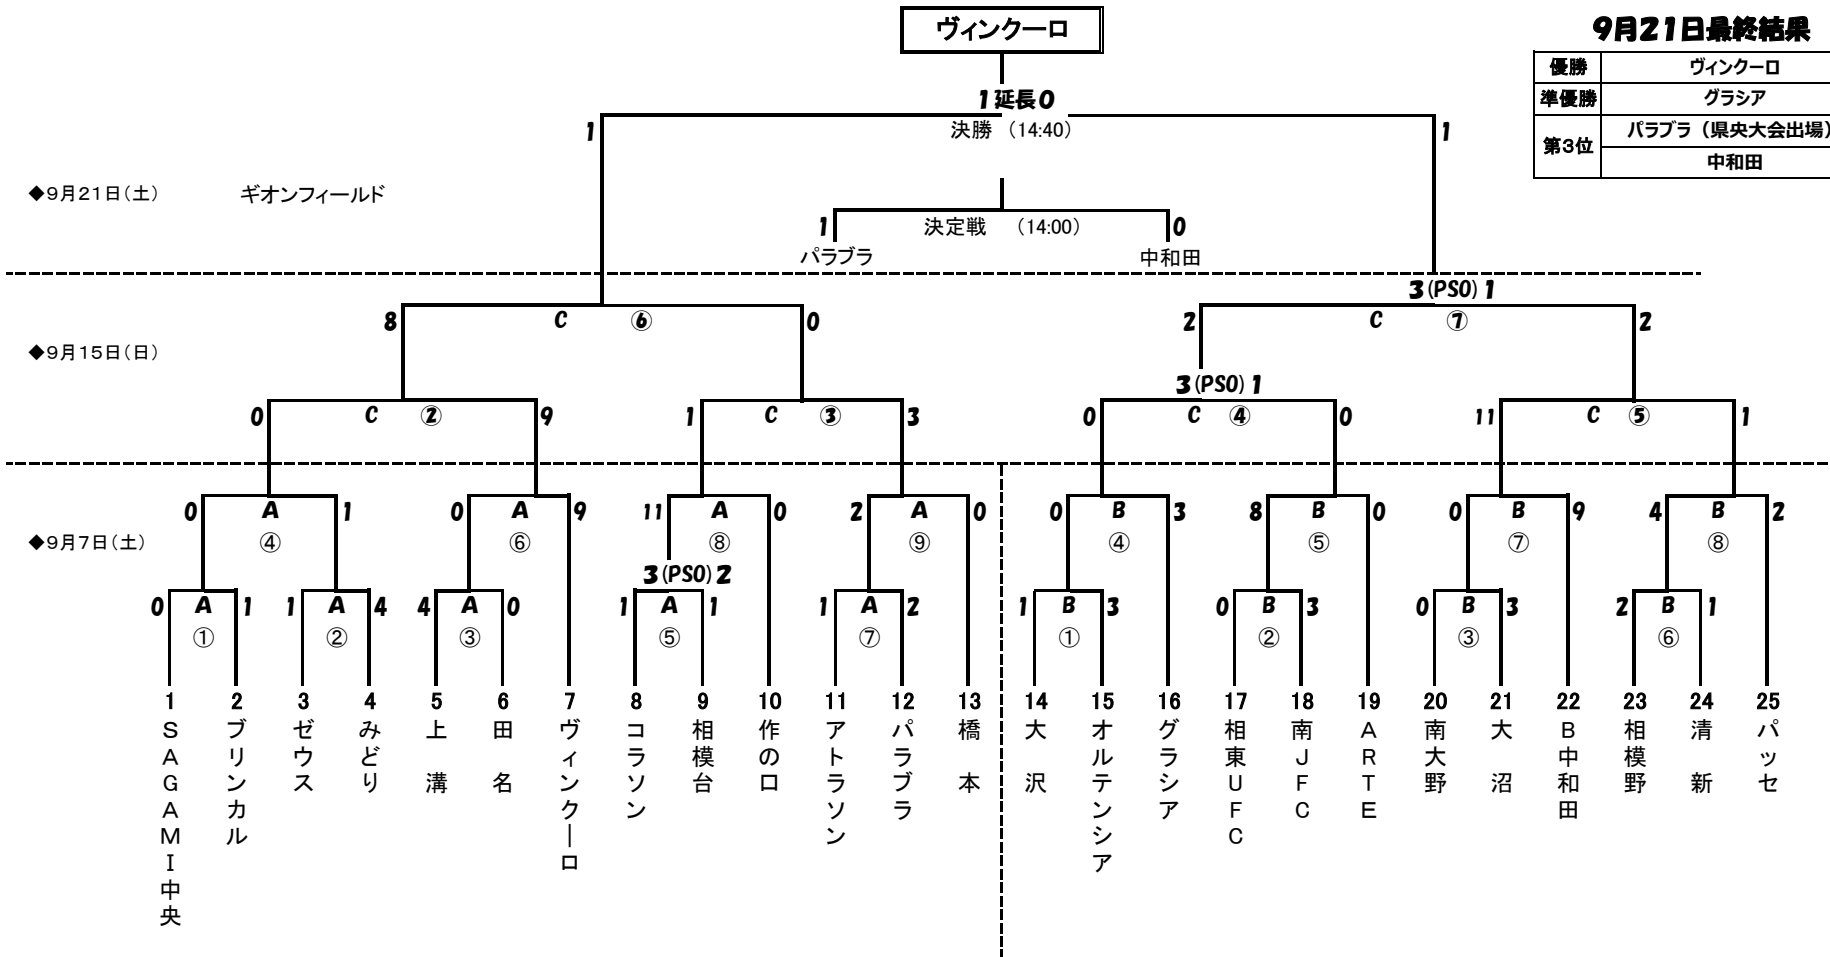 ヴィンクーロ
9月21日最終結果
優勝 ヴィンクーロ
準優勝 グラシア
第3位 パラブラ（県央大会出場）
中和田
1 延長 0
1 決勝 （14:40） 1
◆9月21日（土） ギオンフィールド
1 決定戦 （14:00） 0
パラブラ 中和田
3 (PSO) 1
8 C ⑥ 0 2 C ⑦ 2
◆9月15日（日）
3 (PSO) 1
0 C ② 9 1 C ③ 3 0 C ④ 0 11 C ⑤ 1
0 A 1 0 A 9 11 A 0 2 A 0 0 B 3 8 B 0 0 B 9 4 B 2
◆9月7日（土） ④ ⑥ ⑧ ⑨ ④ ⑤ ⑦ ⑧
3 (PSO) 2
0 A 1 1 A 4 4 A 0 1 A 1 1 A 2 1 B 3 0 B 3 0 B 3 2 B 1
① ② ③ ⑤ ⑦ ① ② ③ ⑥
1 2 3 4 5 6 7 8 9 10 11 12 13 14 15 16 17 18 19 20 21 22 23 24 25
SAGAMI中央
ブリンカル
ゼウス
みどり
上溝
田名
ヴィンクーロ
コラソン
相模台
作のロ
アトラソン
パラブラ
橋本
大沢
オルテンシア
グラシア
相東UFC
南JFC
ARTE
南大野
大沼
B中和田
相模野
清新
パッセ